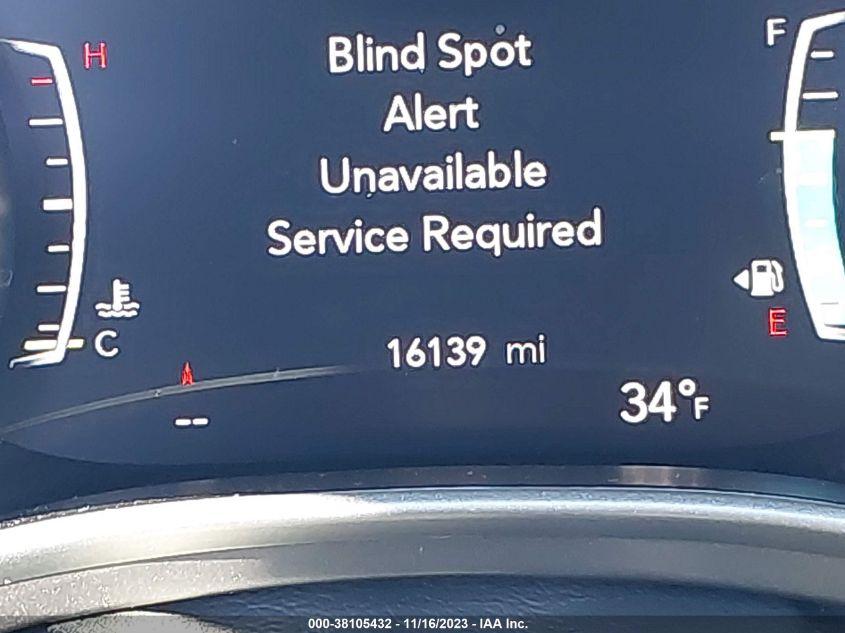 H
F
Blind Spot
Alert
Unavailable
Service Required
E
C
16139 mi
--
34°F
000-38105432 - 11/16/2023 - IAA Inc.